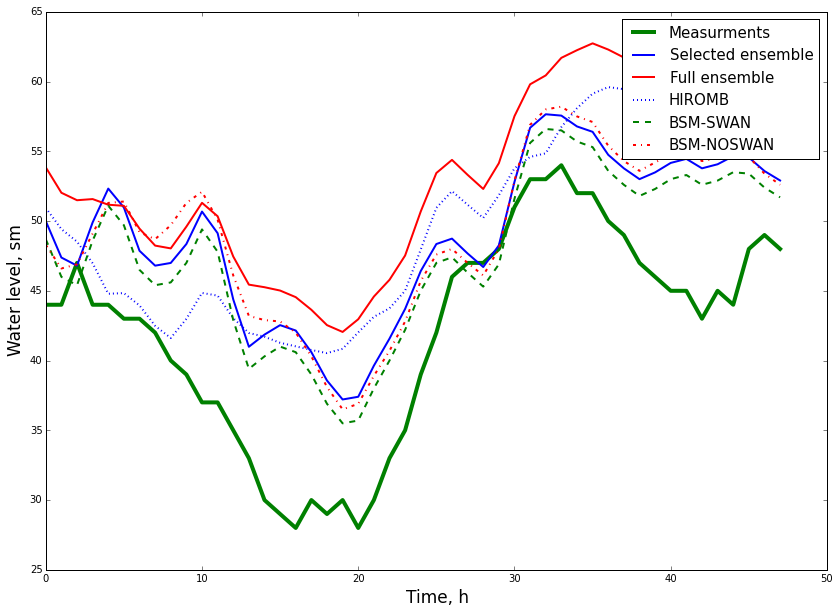 65
60
55
50
45
40
35
30
25
0
10
20
30
40
50
Water level, sm
Time, h
Measurments
Selected ensemble
Full ensemble
HIROMB
BSM-SWAN
BSM-NOSWAN